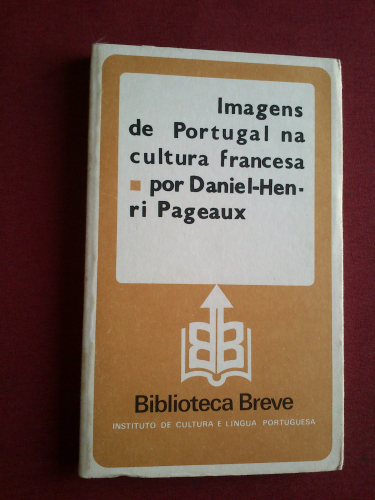 Imagens
de Portugal na
cultura francesa
▪ por Daniel-Hen-
ri Pageaux
Biblioteca Breve
INSTITUTO DE CULTURA E LÍNGUA PORTUGUESA